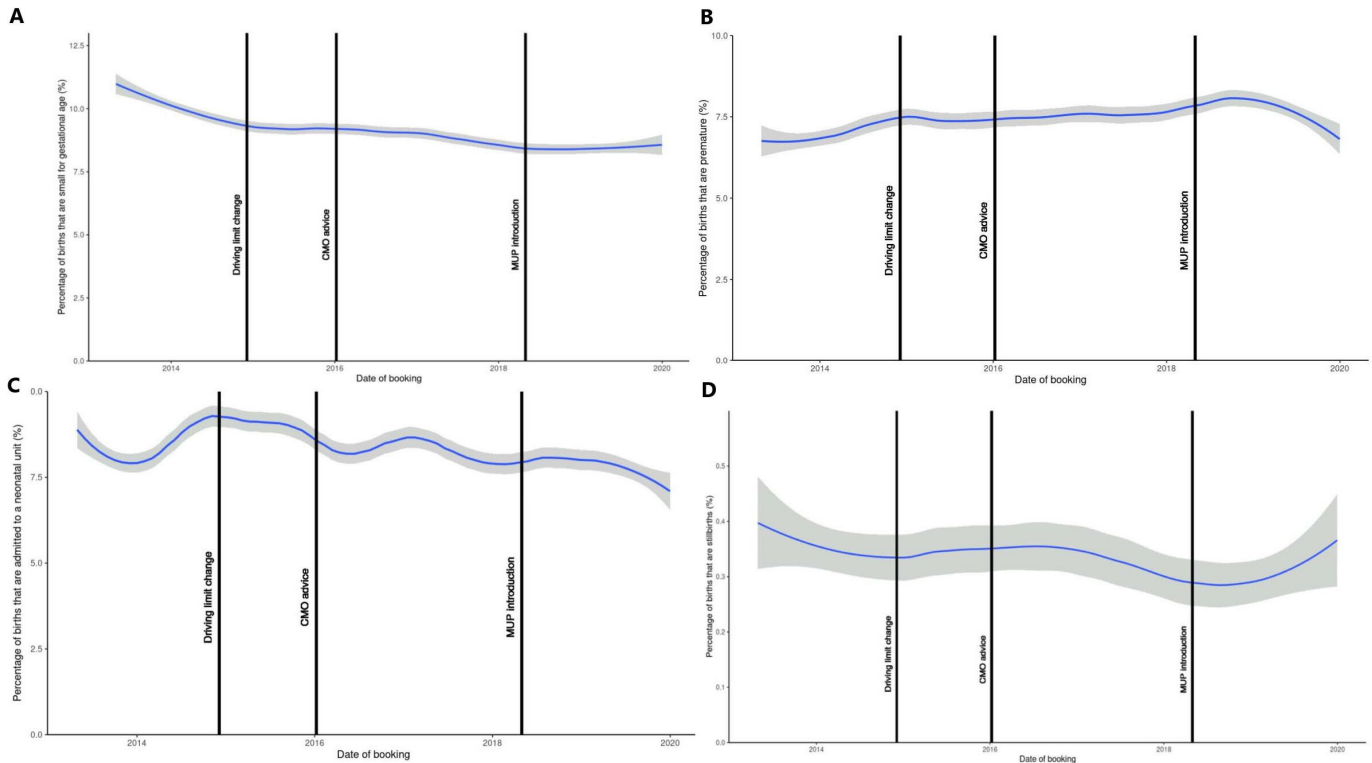 A
Percentage of births that are small for gestational age (%)
12.5
10.0
7.5
5.0
2.5
0.0
Driving limit change
CMO advice
MUP introduction
2014
2016
2018
2020
Date of booking
B
Percentage of births that are premature (%)
10.0
7.5
5.0
2.5
0.0
Driving limit change
CMO advice
MUP introduction
2014
2016
2018
2020
Date of booking
C
Percentage of births that are admitted to a neonatal unit (%)
0.0
7.5
5.0
2.5
0.0
Driving limit change
CMO advice
MUP introduction
2014
2016
2018
2020
Date of booking
D
Percentage of births that are stillbirths (%)
0.5
0.4
0.3
0.2
0.1
0.0
Driving limit change
CMO advice
MUP introduction
2014
2016
2018
2020
Date of booking